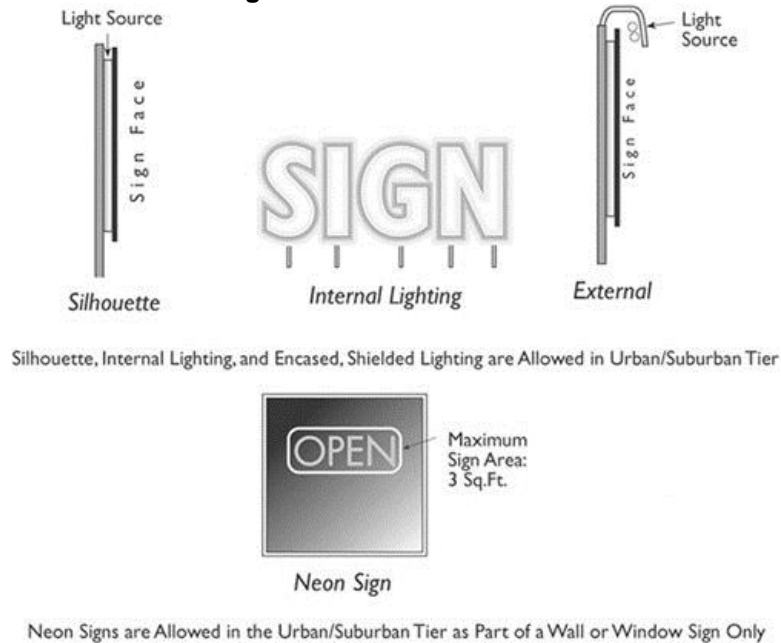 Light Source
Sign Face
Silhouette
SIGN
Internal Lighting
Light
Source
Sign Face
External
Silhouette, Internal Lighting, and Encased, Shielded Lighting are Allowed in Urban/Suburban Tier
OPEN
Maximum
Sign Area:
3 Sq.Ft.
Neon Sign
Neon Signs are Allowed in the Urban/Suburban Tier as Part of a Wall or Window Sign Only